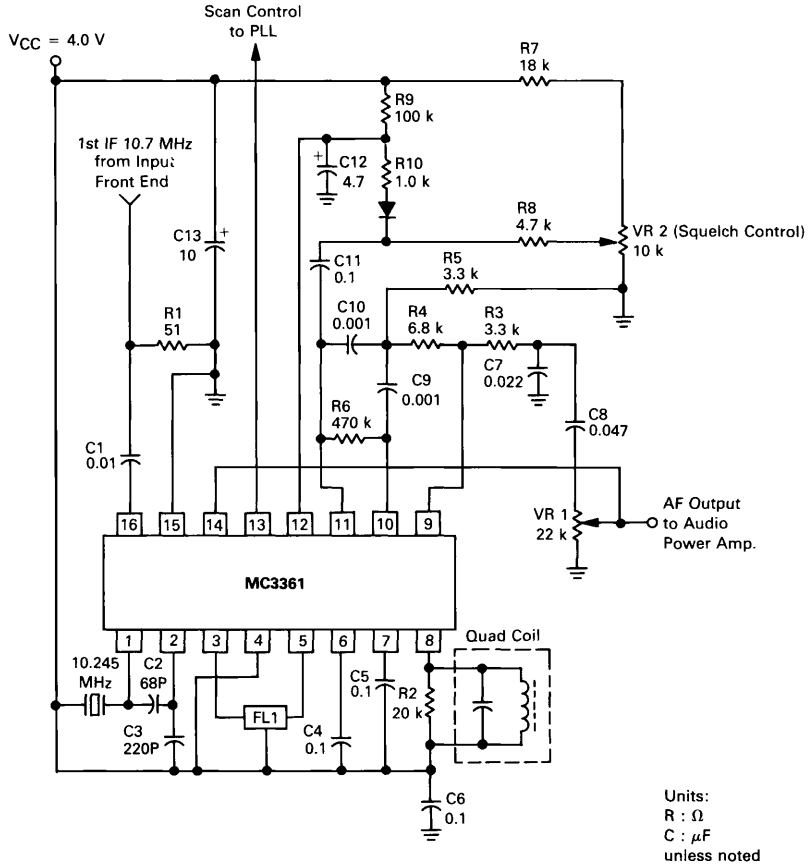 Scan Control
to PLL
VCC = 4.0 V
R7
18 k
R9
100 k
1st IF 10.7 MHz
from Input
Front End
+
C12
4.7
R10
1.0 k
R8
4.7 k
VR 2 (Squelch Control)
10 k
C13
+
10
C11
0.1
R5
3.3 k
C10
0.001
R4
6.8 k
R3
3.3 k
R1
51
C7
0.022
C9
0.001
R6
470 k
C8
0.047
C1
0.01
16
15
14
13
12
11
10
9
VR 1
22 k
AF Output
to Audio
Power Amp.
MC3361
1
2
3
4
5
6
7
8
Quad Coil
10.245
MHz
C2
68P
C5
0.1
R2
20 k
FL1
C3
220P
C4
0.1
C6
0.1
Units:
R : Ω
C : μF
unless noted